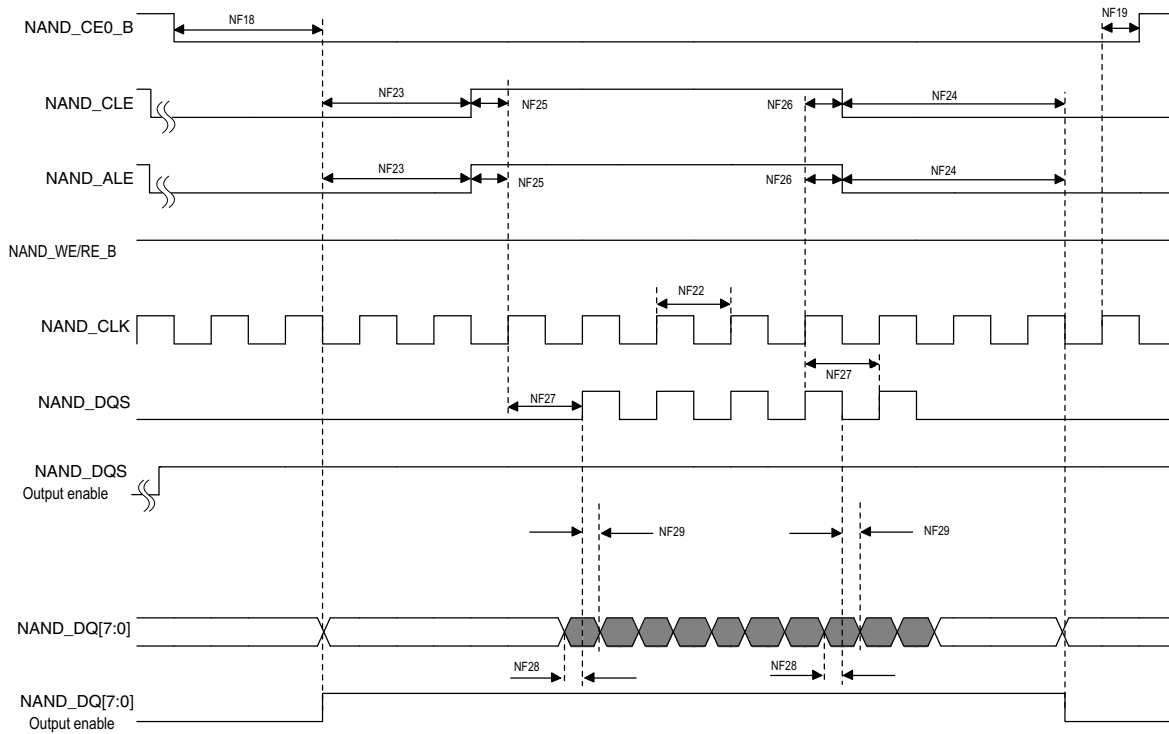 NAND_CE0_B
NF18
NF19
NAND_CLE
NF23
NF25
NF26
NF24
NAND_ALE
NF23
NF25
NF26
NF24
NAND_WE/RE_B
NF22
NAND_CLK
NF27
NAND_DQS
NF27
NAND_DQS
Output enable
NF29
NF29
NAND_DQ[7:0]
NF28
NF28
NAND_DQ[7:0]
Output enable